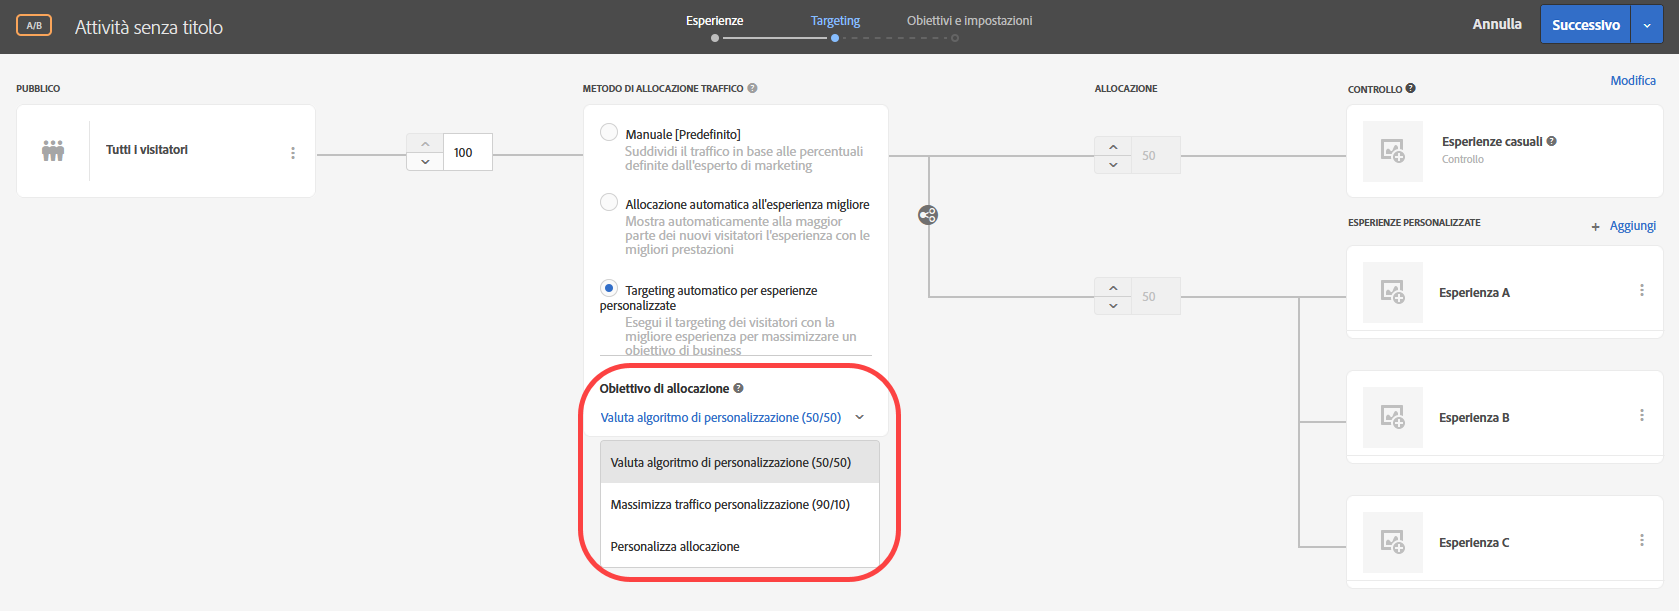 A/B
Attività senza titolo
Esperienze
Targeting
Obiettivi e impostazioni
Annulla
Successivo
PUBBLICO
Tutti i visitatori
100
METODO DI ALLOCAZIONE TRAFFICO ?
Manuale [Predefinito]
Suddividi il traffico in base alle percentuali
definite dall'esperto di marketing
Allocazione automatica all'esperienza migliore
Mostra automaticamente alla maggior
parte dei nuovi visitatori l'esperienza con le
migliori prestazioni
Targeting automatico per esperienze
personalizzate
Esegui il targeting dei visitatori con la
migliore esperienza per massimizzare un
obiettivo di business
Obiettivo di allocazione ?
Valuta algoritmo di personalizzazione (50/50)
Valuta algoritmo di personalizzazione (50/50)
Massimizza traffico personalizzazione (90/10)
Personalizza allocazione
ALLOCAZIONE
50
50
CONTROLLO ?
Modifica
Esperienze casuali ?
Controllo
ESPERIENZE PERSONALIZZATE
+ Aggiungi
Esperienza A
Esperienza B
Esperienza C